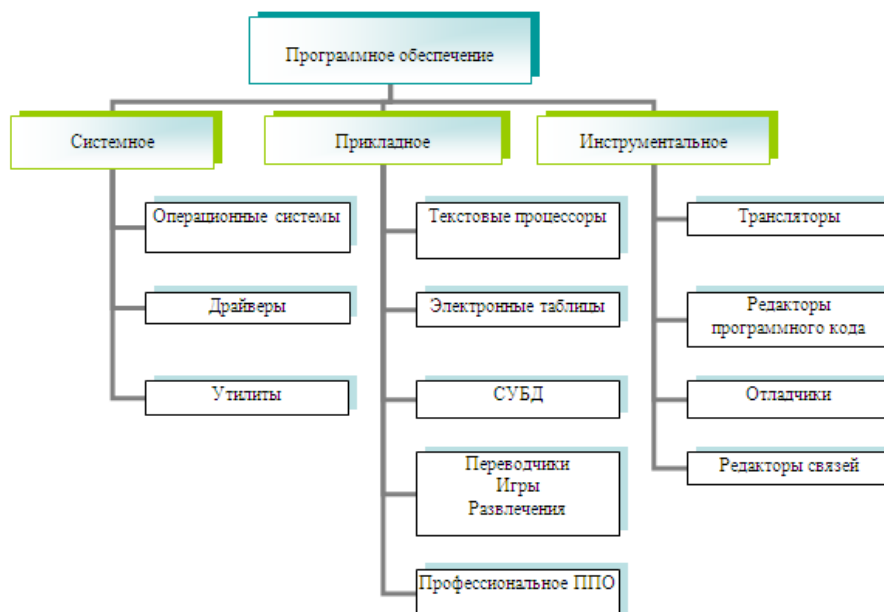 Программное обеспечение
Системное
Прикладное
Инструментальное
Операционные системы
Драйверы
Утилиты
Текстовые процессоры
Электронные таблицы
СУБД
Переводчики
Игры
Развлечения
Профессиональное ППО
Трансляторы
Редакторы
программного кода
Отладчики
Редакторы связей